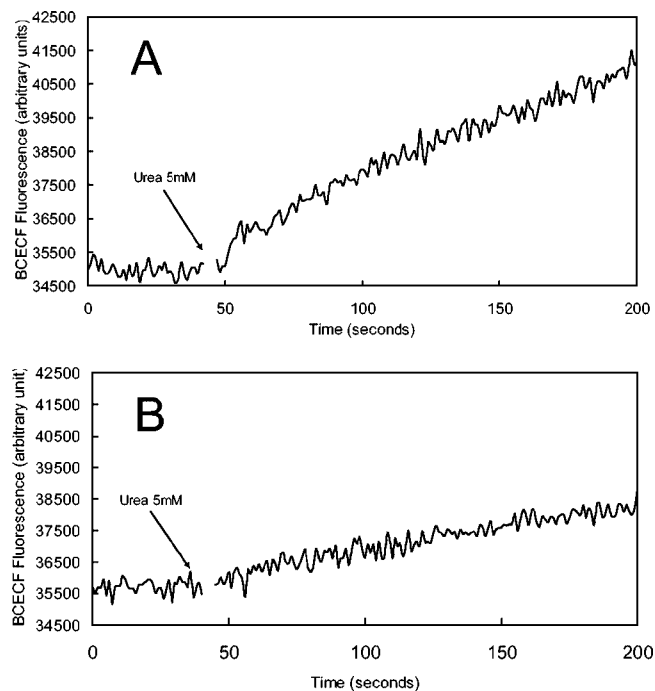 A
BCECF Fluorescence (arbitrary units)
42500
41500
40500
39500
38500
37500
36500
35500
34500
Urea 5mM
0 50 100 150 200
Time (seconds)
B
BCECF Fluorescence (arbitrary unit)
42500
41500
40500
39500
38500
37500
36500
35500
34500
Urea 5mM
0 50 100 150 200
Time (seconds)